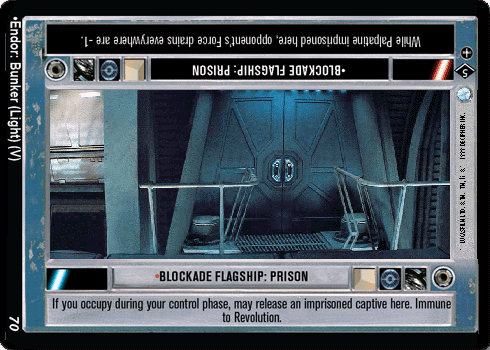 While Palpatine imprisoned here, opponent's Force drains everywhere are -1.
•BLOCKADE FLAGSHIP: PRISON
•BLOCKADE FLAGSHIP: PRISON
If you occupy during your control phase, may release an imprisoned captive here. Immune
to Revolution.
•Endor: Bunker (Light) (V)
70
5